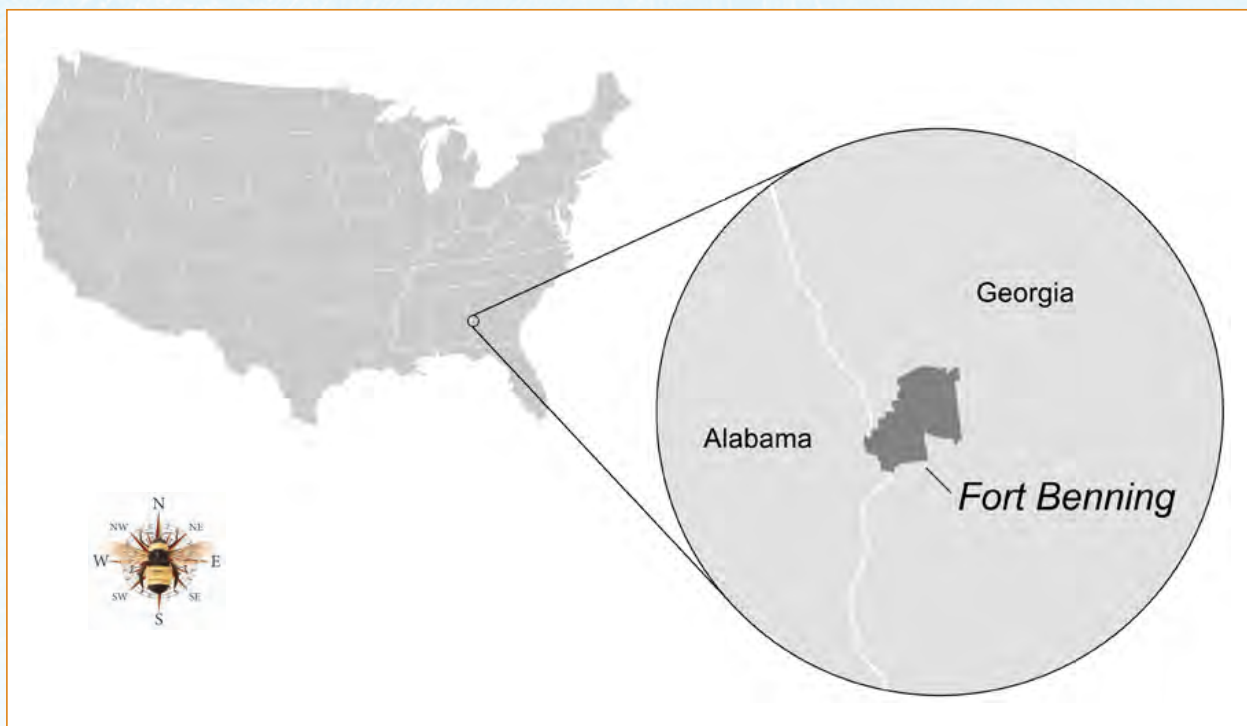 Georgia
Alabama
Fort Benning
N
NW NE
W E
SW SE
S